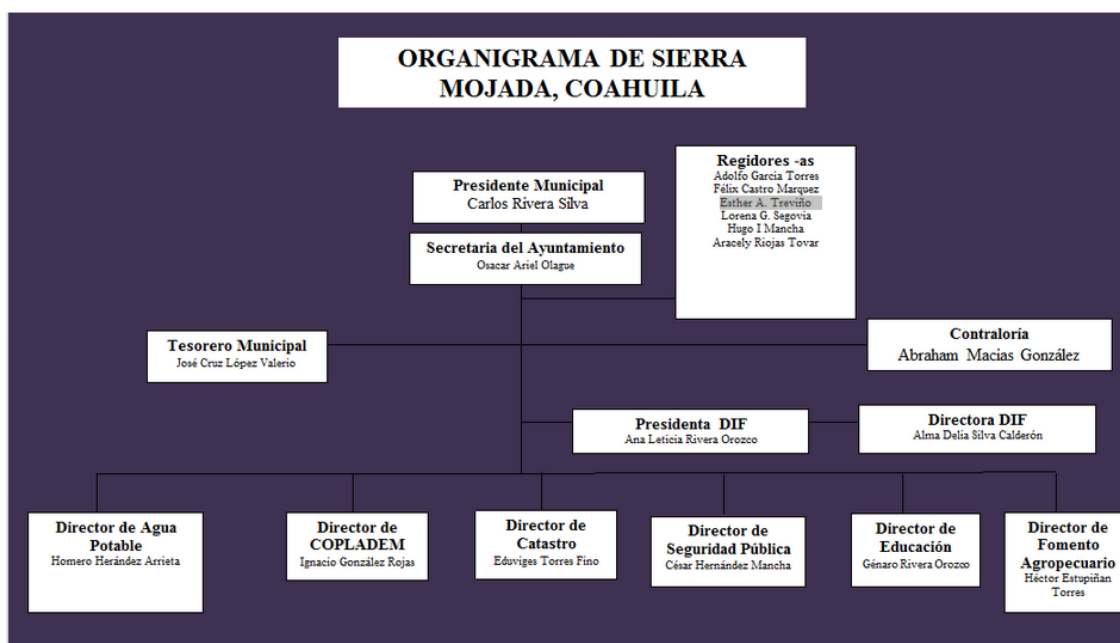 ORGANIGRAMA DE SIERRA
MOJADA, COAHUILA
Presidente Municipal
Carlos Rivera Silva
Regidores -as
Adolfo Garcia Torres
Félix Castro Marquez
Esther A. Treviño
Lorena G. Segovia
Hugo I Mancha
Aracely Riojas Tovar
Secretaria del Ayuntamiento
Osacar Ariel Olague
Tesorero Municipal
José Cruz López Valerio
Contraloría
Abraham Macías González
Presidenta DIF
Ana Leticia Rivera Orozco
Directora DIF
Alma Delia Silva Calderón
Director de Agua
Potable
Homero Herández Arrieta
Director de
COPLADEM
Ignacio González Rojas
Director de
Catastro
Eduviges Torres Fino
Director de
Seguridad Pública
César Hernández Mancha
Director de
Educación
Génaro Rivera Orozco
Director de
Fomento
Agropecuario
Héctor Estupiñan
Torres